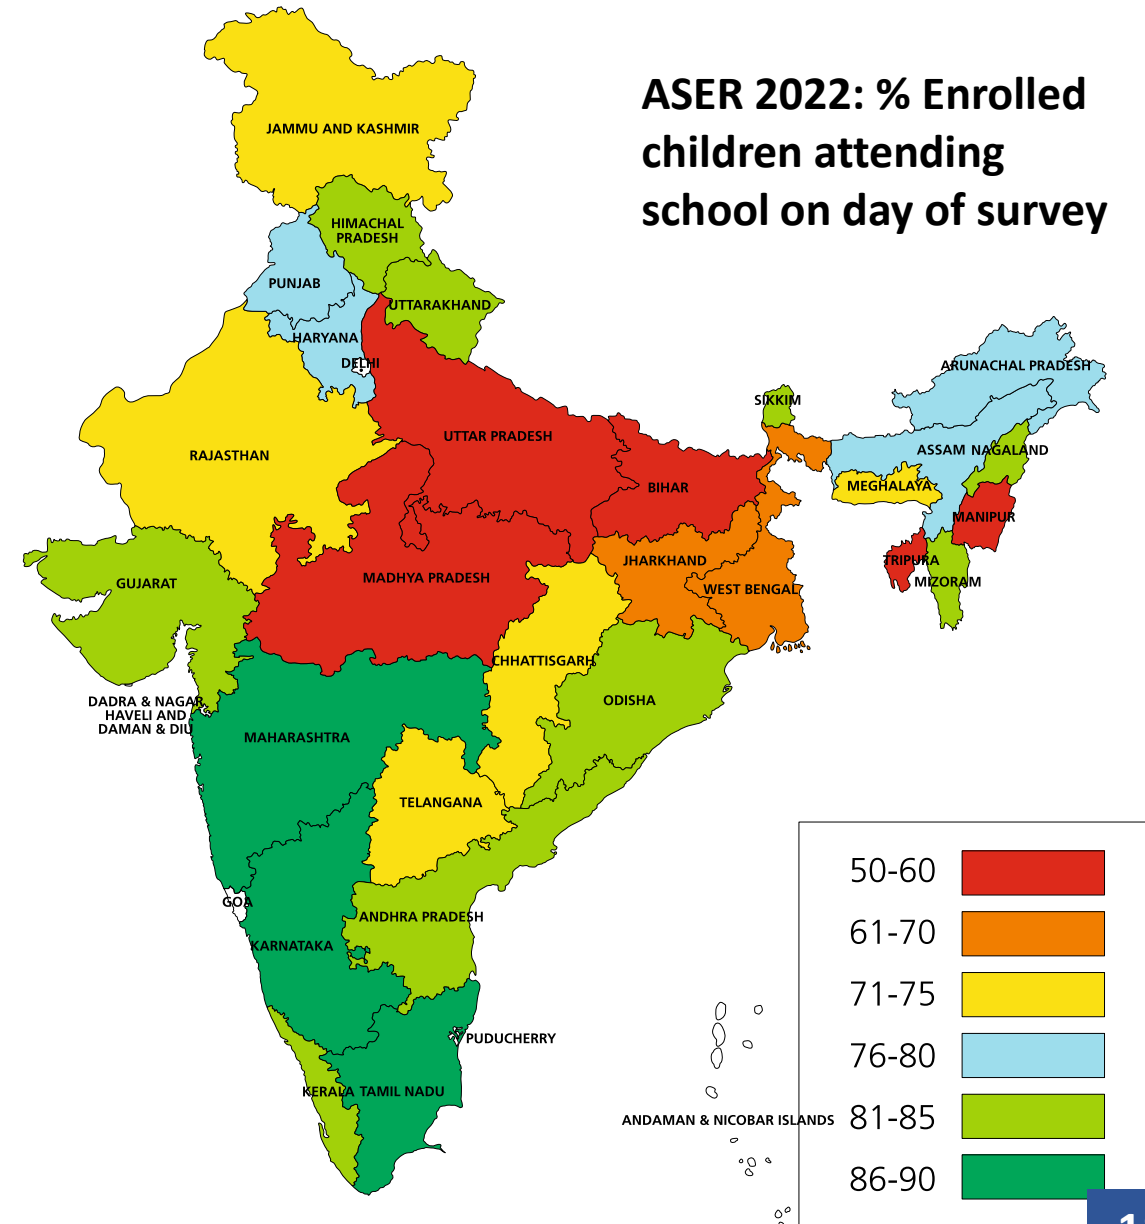 ASER 2022: % Enrolled
children attending
school on day of survey
JAMMU AND KASHMIR
HIMACHAL
PRADESH
PUNJAB
UTTARAKHAND
HARYANA
DELHI
ARUNACHAL PRADESH
SIKKIM
UTTAR PRADESH
ASSAM
NAGALAND
RAJASTHAN
BIHAR
MEGHALAYA
MANIPUR
TRIPURA
JHARKHAND
MADHYA PRADESH
GUJARAT
MIZORAM
WEST BENGAL
CHHATTISGARH
ODISHA
DADRA & NAGAR
HAVELI AND
DAMAN & DIU
MAHARASHTRA
TELANGANA
GOA
ANDHRA PRADESH
KARNATAKA
PUDUCHERRY
KERALA
TAMIL NADU
ANDAMAN & NICOBAR ISLANDS
50-60
61-70
71-75
76-80
81-85
86-90